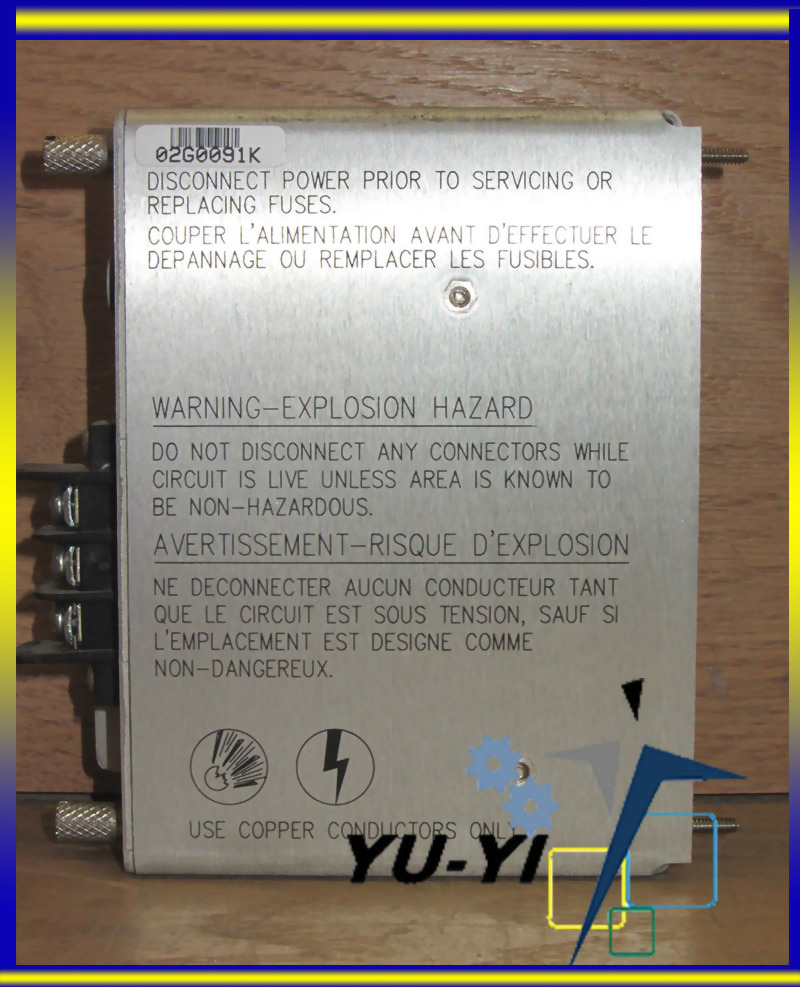 02G0091K
DISCONNECT POWER PRIOR TO SERVICING OR
REPLACING FUSES.
COUPER L'ALIMENTATION AVANT D'EFFECTUER LE
DEPANNAGE OU REMPLACER LES FUSIBLES.
WARNING-EXPLOSION HAZARD
DO NOT DISCONNECT ANY CONNECTORS WHILE
CIRCUIT IS LIVE UNLESS AREA IS KNOWN TO
BE NON-HAZARDOUS.
AVERTISSEMENT-RISQUE D'EXPLOSION
NE DECONNECTER AUCUN CONDUCTEUR TANT
QUE LE CIRCUIT EST SOUS TENSION, SAUF SI
L'EMPLACEMENT EST DESIGNE COMME
NON-DANGEREUX.
USE COPPER CONDUCTORS ONLY
YU-YI